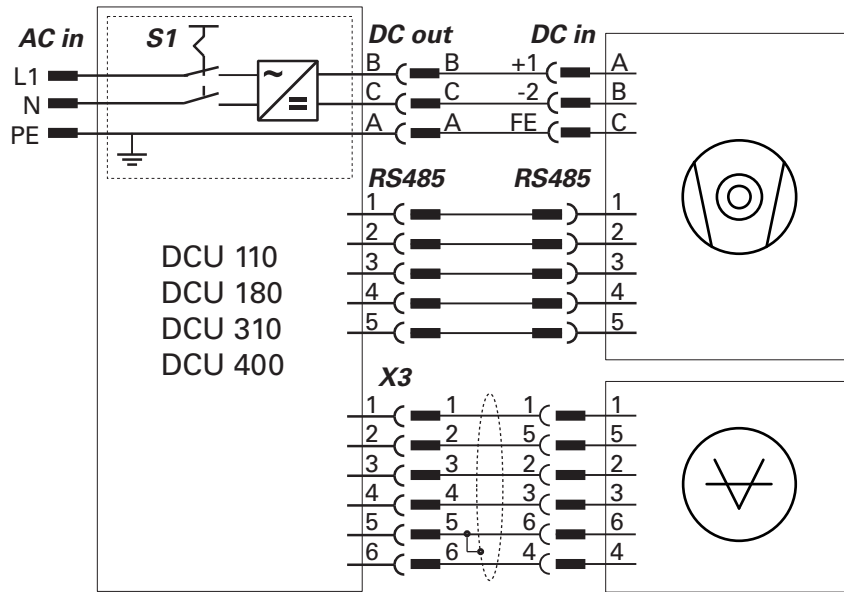 AC in S1 DC out DC in
L1 B B +1 A
N C C -2 B
PE A A FE C
RS485 RS485
1 1
2 2
3 3
4 4
5 5
DCU 110
DCU 180
DCU 310
DCU 400
X3
1 1 1 1
2 2 5 5
3 3 2 2
4 4 3 3
5 5 6 6
6 6 4 4